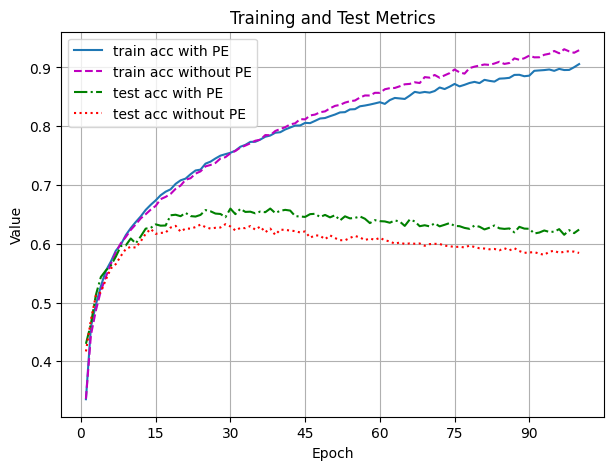 Training and Test Metrics
train acc with PE
train acc without PE
test acc with PE
test acc without PE
Value
0.9
0.8
0.7
0.6
0.5
0.4
0 15 30 45 60 75 90
Epoch